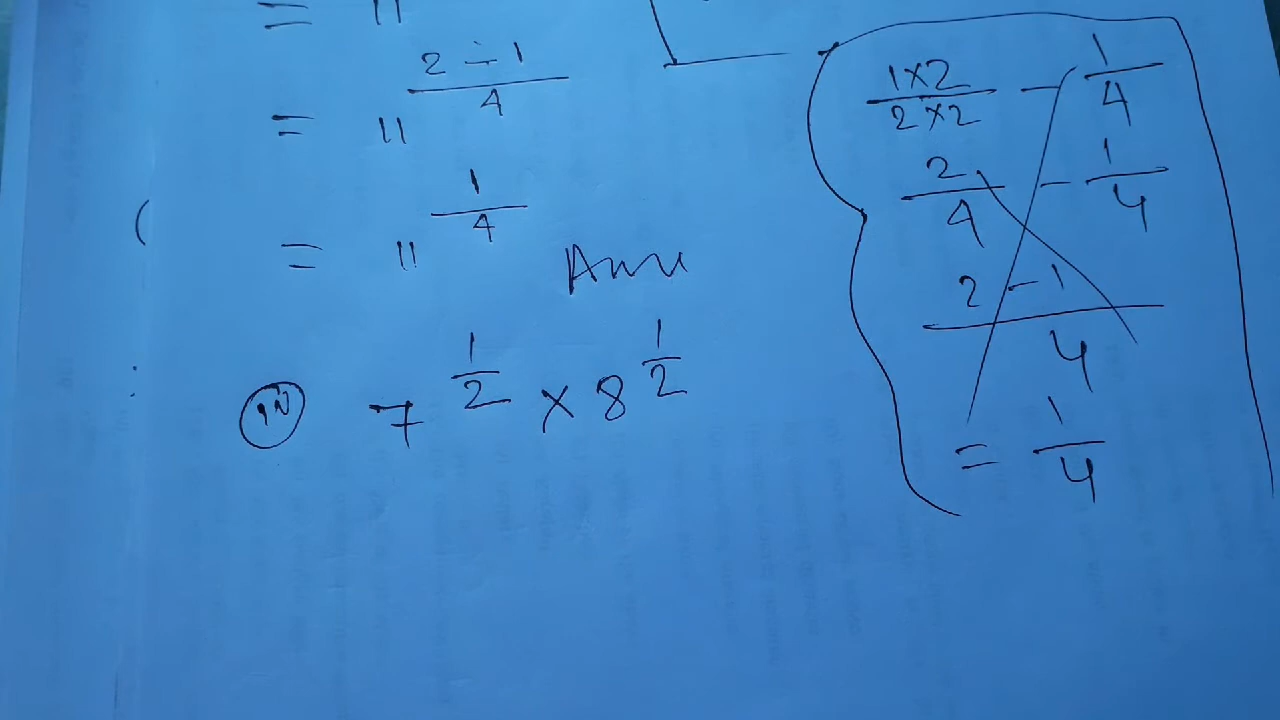 = 11
= 11^(2 - 1)/4
= 11^1/4
Ans
(iv) 7^1/2 × 8^1/2
1×2/2×2 - 1/4
2/4 - 1/4
2 - 1/4
= 1/4